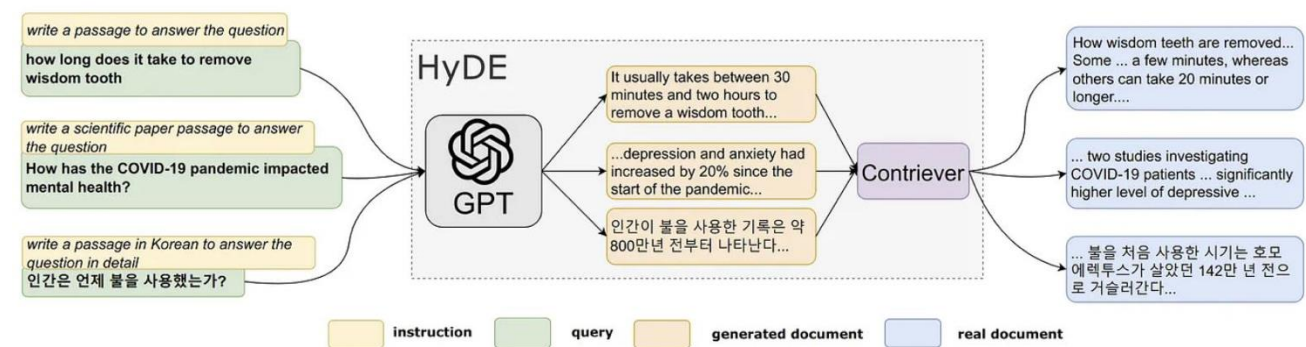 write a passage to answer the question
how long does it take to remove
wisdom tooth
write a scientific paper passage to answer
the question
How has the COVID-19 pandemic impacted
mental health?
write a passage in Korean to answer the
question in detail
인간은 언제 불을 사용했는가?
HyDE
GPT
It usually takes between 30
minutes and two hours to
remove a wisdom tooth...
...depression and anxiety had
increased by 20% since the
start of the pandemic...
인간이 불을 사용한 기록은 약
800만년 전부터 나타난다...
Contriever
How wisdom teeth are removed...
Some ... a few minutes, whereas
others can take 20 minutes or
longer....
... two studies investigating
COVID-19 patients ... significantly
higher level of depressive ...
... 불을 처음 사용한 시기는 호모
에렉투스가 살았던 142만 년 전으
로 거슬러간다...
instruction
query
generated document
real document